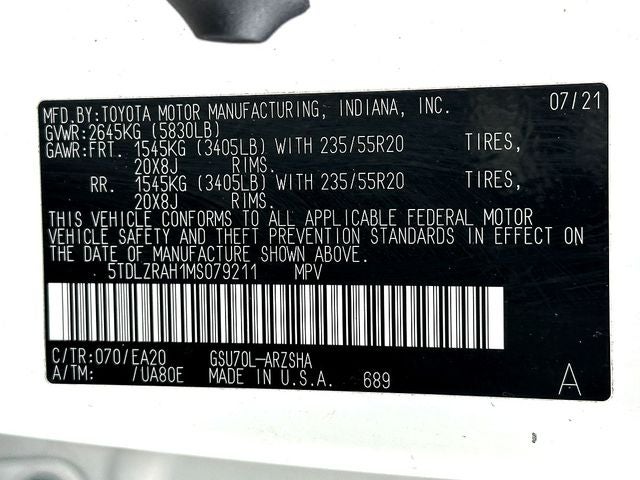 MFD.BY:TOYOTA MOTOR MANUFACTURING, INDIANA, INC. 07/21
GVWR:2645KG (5830LB)
GAWR:FRT. 1545KG (3405LB) WITH 235/55R20 TIRES,
20X8J RIMS.
RR. 1545KG (3405LB) WITH 235/55R20 TIRES,
20X8J RIMS.
THIS VEHICLE CONFORMS TO ALL APPLICABLE FEDERAL MOTOR
VEHICLE SAFETY AND THEFT PREVENTION STANDARDS IN EFFECT ON
THE DATE OF MANUFACTURE SHOWN ABOVE.
5TDLZRAH1MS079211 MPV
C/TR:070/EA20 GSU70L-ARZSHA
A/TM: /UA80E MADE IN U.S.A. 689 A